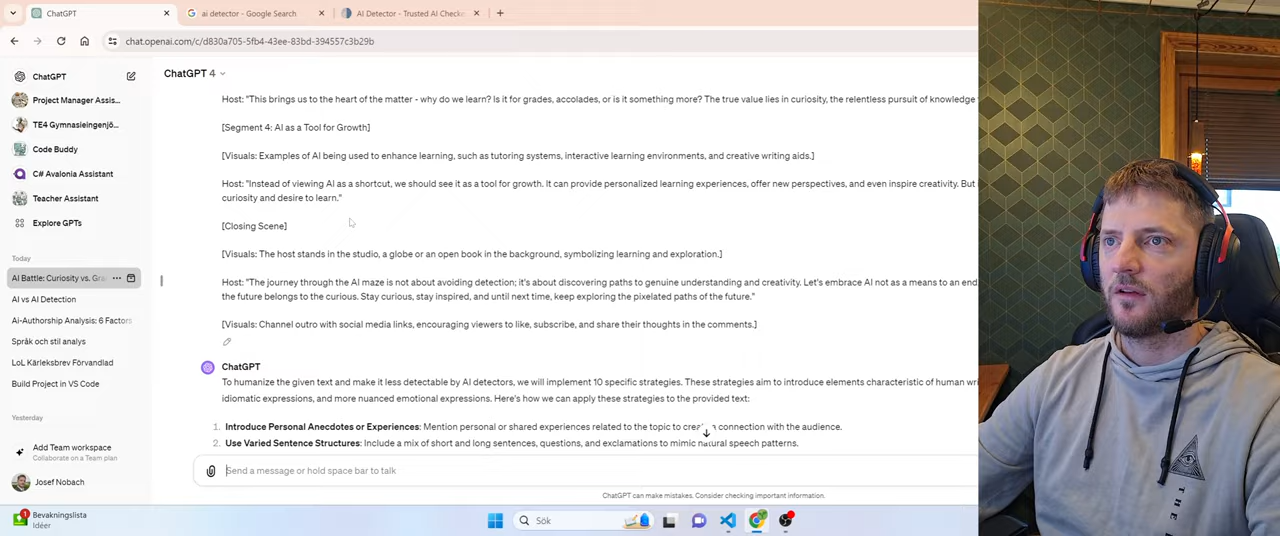 ChatGPT
ai detector - Google Search
AI Detector - Trusted AI Checke
chat.openai.com/c/d830a705-5fb4-43ee-83bd-394557c3b29b
ChatGPT
ChatGPT 4
Project Manager Assis...
TE4 Gymnasieingenjö...
Code Buddy
C# Avalonia Assistant
Teacher Assistant
Explore GPTs
Today
AI Battle: Curiosity vs. Gra
AI vs AI Detection
Ai-Authorship Analysis: 6 Factors
Språk och stil analys
LoL Kärleksbrev Förvandlad
Build Project in VS Code
Yesterday
Add Team workspace
Collaborate on a Team plan
Josef Nobach
Host: "This brings us to the heart of the matter - why do we learn? Is it for grades, accolades, or is it something more? The true value lies in curiosity, the relentless pursuit of knowledge
[Segment 4: AI as a Tool for Growth]
[Visuals: Examples of AI being used to enhance learning, such as tutoring systems, interactive learning environments, and creative writing aids.]
Host: "Instead of viewing AI as a shortcut, we should see it as a tool for growth. It can provide personalized learning experiences, offer new perspectives, and even inspire creativity. But
curiosity and desire to learn."
[Closing Scene]
[Visuals: The host stands in the studio, a globe or an open book in the background, symbolizing learning and exploration.]
Host: "The journey through the AI maze is not about avoiding detection; it's about discovering paths to genuine understanding and creativity. Let's embrace AI not as a means to an end,
the future belongs to the curious. Stay curious, stay inspired, and until next time, keep exploring the pixelated paths of the future."
[Visuals: Channel outro with social media links, encouraging viewers to like, subscribe, and share their thoughts in the comments.]
ChatGPT
To humanize the given text and make it less detectable by AI detectors, we will implement 10 specific strategies. These strategies aim to introduce elements characteristic of human wri
idiomatic expressions, and more nuanced emotional expressions. Here's how we can apply these strategies to the provided text:
1. Introduce Personal Anecdotes or Experiences: Mention personal or shared experiences related to the topic to create a connection with the audience.
2. Use Varied Sentence Structures: Include a mix of short and long sentences, questions, and exclamations to mimic natural speech patterns.
Send a message or hold space bar to talk
ChatGPT can make mistakes. Consider checking important information.
1
Bevakningslista
Idéer
Sök
THE